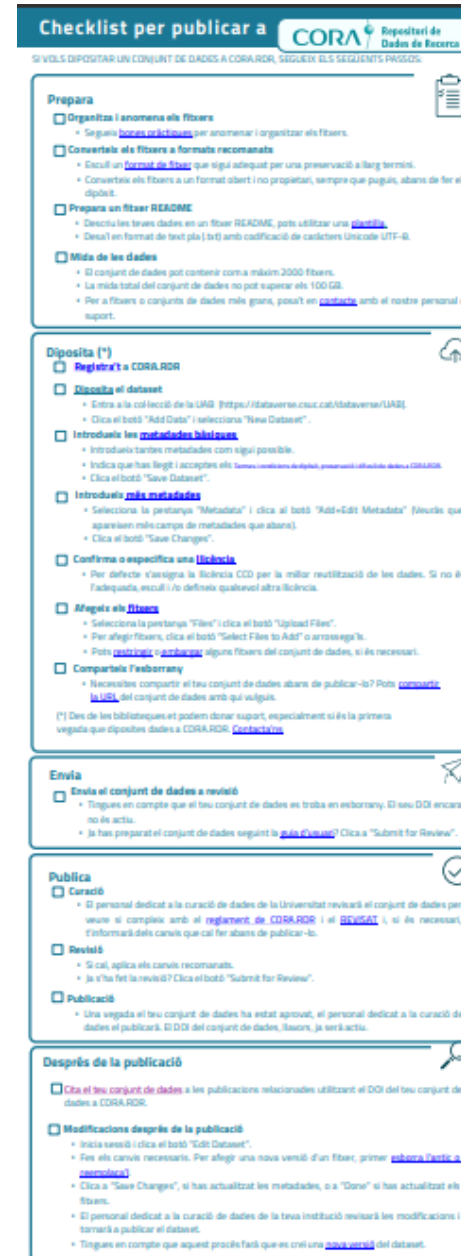 Checklist per publicar a
CORA Repositori de
Dades de Recerca
SI VOLS DIPOSITAR UN CONJUNT DE DADES A CORA.RDR, SEGUEIX ELS SEGÜENTS PASSOS:
Prepara
Organitza i anomena els fitxers
Segueix bones pràctiques per anomenar i organitzar els fitxers.
Converteix els fitxers a formats recomanats
Escull un format de fitxer que sigui adequat per una preservació a llarg termini.
Converteix els fitxers a un format obert i no propietari, sempre que puguis, abans de fer el
dipòsit.
Prepara un fitxer README
Descriu les teves dades en un fitxer README, pots utilitzar una plantilla.
Desa'l en format de text pla (.txt) amb codificació de caràcters Unicode UTF-8.
Mida de les dades
El conjunt de dades pot contenir com a màxim 2000 fitxers.
La mida total del conjunt de dades no pot superar els 100 GB.
Per a fitxers o conjunts de dades més grans, posa't en contacte amb el nostre personal
suport.
Diposita (*)
Registra't a CORA.RDR
Diposita el dataset
Entra a la col·lecció de la UAB (https://dataverse.csuc.cat/dataverse/UAB).
Clica el botó "Add Data" i selecciona "New Dataset".
Introdueix les metadades bàsiques
Introdueix tantes metadades com sigui possible.
Indica que has llegit i acceptes els Termes i condicions de dipòsit, preservació i difusió de dades a CORA.RDR.
Clica el botó "Save Dataset".
Introdueix més metadades
Selecciona la pestanya "Metadata" i clica al botó "Add+Edit Metadata" (Veuràs que
apareixen més camps de metadades que abans).
Clica el botó "Save Changes".
Confirma o especifica una llicència
Per defecte s'assigna la llicència CC0 per la millor reutilització de les dades. Si no é
l'adequada, escull i /o defineix qualsevol altra llicència.
Afegeix els fitxers
Selecciona la pestanya "Files" i clica el botó "Upload Files".
Per afegir fitxers, clica el botó "Select Files to Add" o arrossega'ls.
Pots restringir o embargar alguns fitxers del conjunt de dades, si és necessari.
Comparteix l'esborrany
Necessites compartir el teu conjunt de dades abans de publicar-lo? Pots compartir
la URL del conjunt de dades amb qui vulguis.
(*) Des de les biblioteques et podem donar suport, especialment si és la primera
vegada que diposites dades a CORA.RDR. Contacta'ns
Envia
Envia el conjunt de dades a revisió
Tingues en compte que el teu conjunt de dades es troba en esborrany. El seu DOI encara
no és actiu.
Ja has preparat el conjunt de dades seguint la guia d'usuari? Clica a "Submit for Review".
Publica
Curació
El personal dedicat a la curació de dades de la Universitat revisarà el conjunt de dades per
veure si compleix amb el reglament de CORA.RDR i el REVISAT i, si és necessari,
t'informarà dels canvis que cal fer abans de publicar-lo.
Revisió
Si cal, aplica els canvis recomanats.
Ja s'ha fet la revisió? Clica el botó "Submit for Review".
Publicació
Una vegada el teu conjunt de dades ha estat aprovat, el personal dedicat a la curació de
dades el publicarà. El DOI del conjunt de dades, llavors, ja serà actiu.
Després de la publicació
Cita el teu conjunt de dades a les publicacions relacionades utilitzant el DOI del teu conjunt de
dades a CORA.RDR.
Modificacions després de la publicació
Inicia sessió i clica el botó "Edit Dataset".
Fes els canvis necessaris. Per afegir una nova versió d'un fitxer, primer esborra l'antic o
reemplaça'l.
Clica a "Save Changes", si has actualitzat les metadades, o a "Done" si has actualitzat els
fitxers.
El personal dedicat a la curació de dades de la teva institució revisarà les modificacions i
tornarà a publicar el dataset.
Tingues en compte que aquest procés farà que es creï una nova versió del dataset.